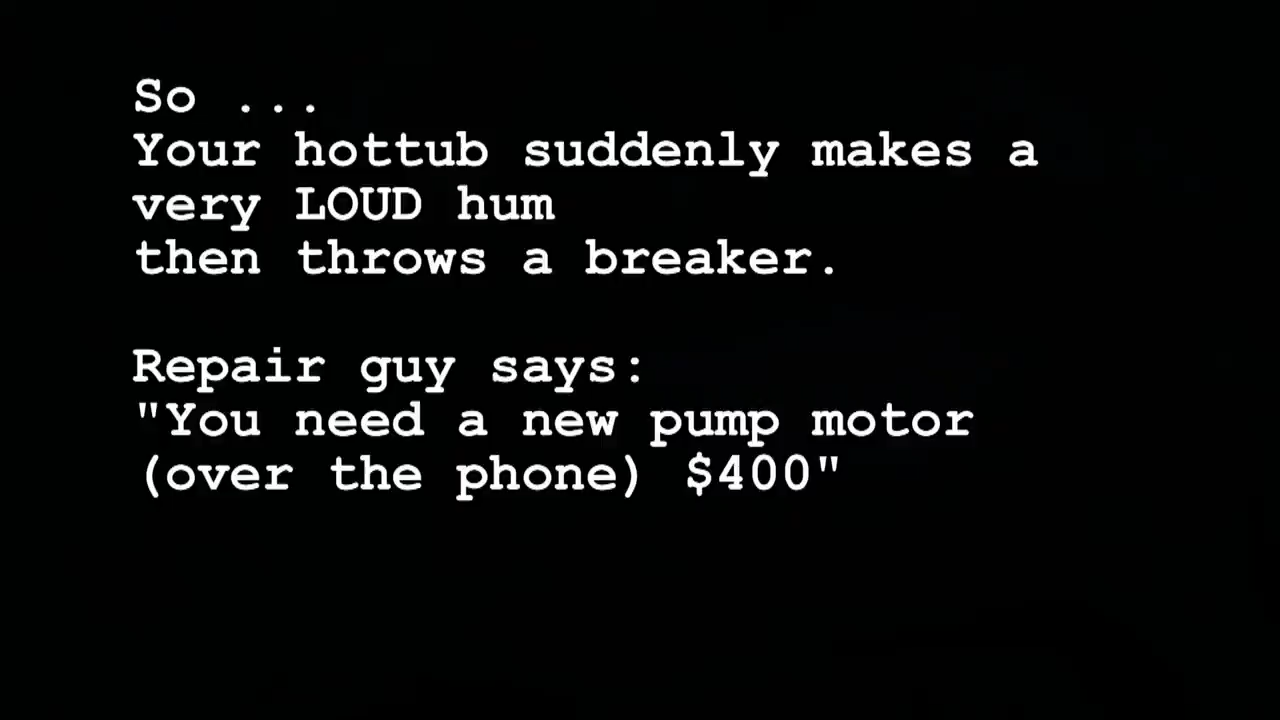 So ...
Your hottub suddenly makes a
very LOUD hum
then throws a breaker.
Repair guy says:
"You need a new pump motor
(over the phone) $400"